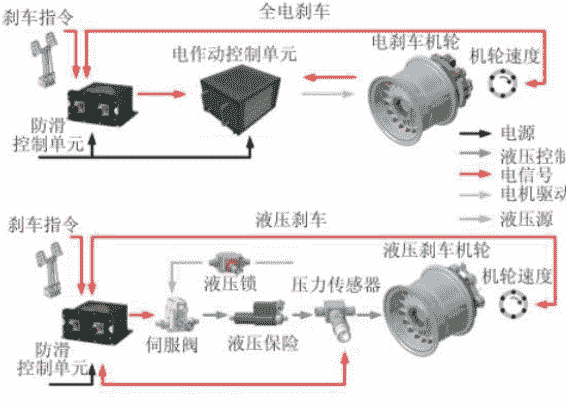 刹车指令
全电刹车
电作动控制单元
电刹车机轮
机轮速度
防滑
控制单元
电源
液压控制
电信号
电机驱动
液压源
刹车指令
液压刹车
液压刹车机轮
机轮速度
液压锁
压力传感器
伺服阀
液压保险
防滑
控制单元